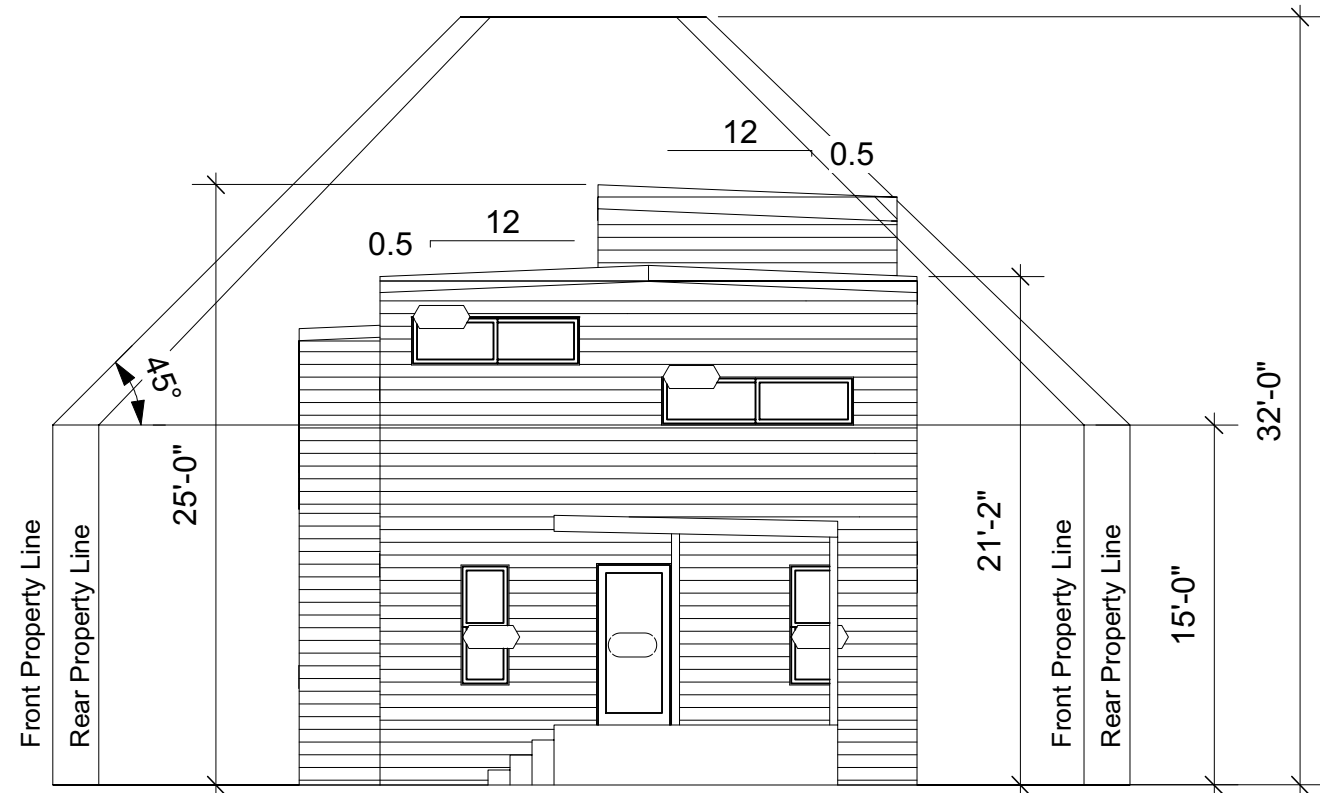 12
0.5
12
0.5
45°
25'-0"
32'-0"
21'-2"
15'-0"
Front Property Line
Rear Property Line
Front Property Line
Rear Property Line